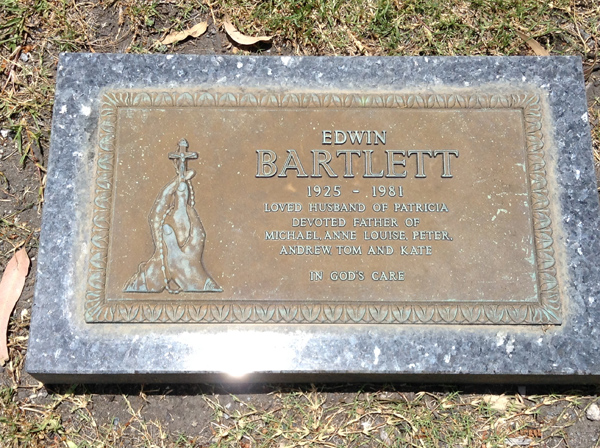 EDWIN
BARTLETT
1925 - 1981
LOVED HUSBAND OF PATRICIA
DEVOTED FATHER OF
MICHAEL, ANNE LOUISE, PETER,
ANDREW, TOM AND KATE
IN GOD'S CARE